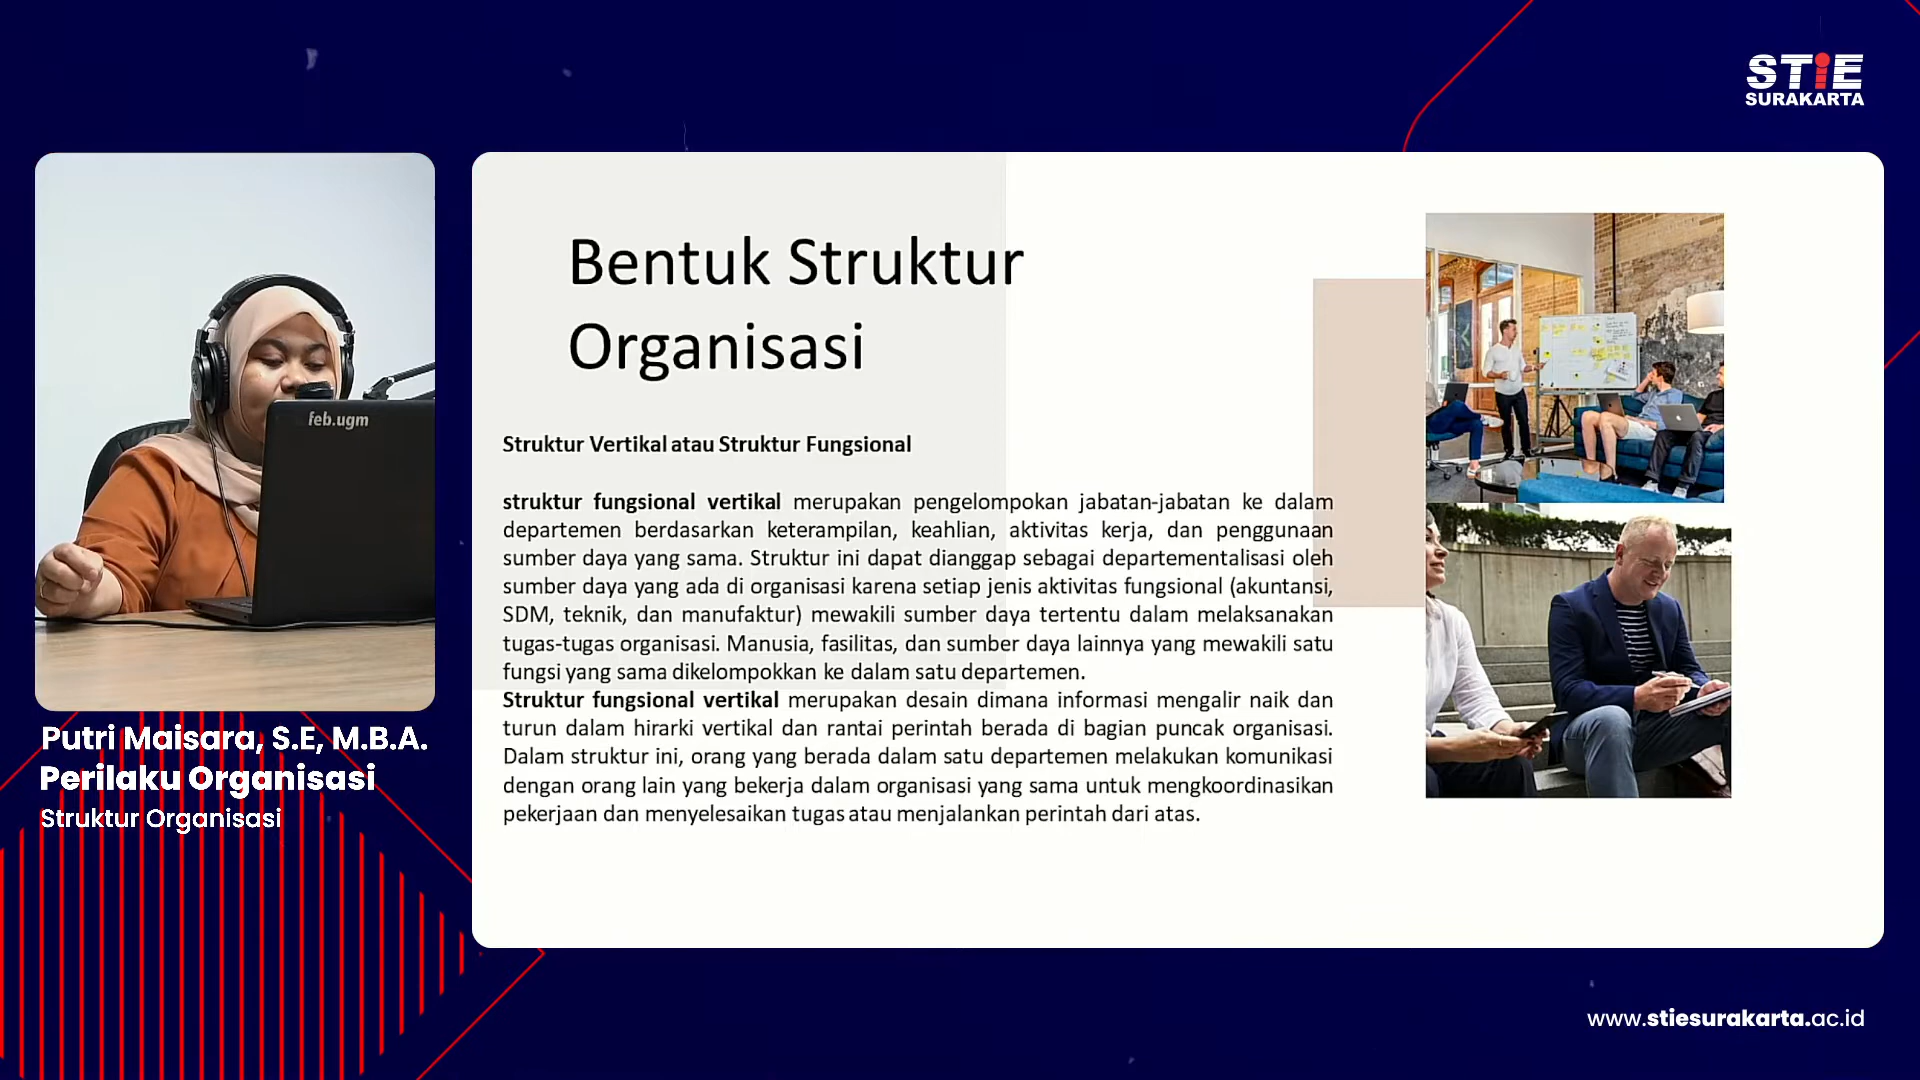 STiE
SURAKARTA
feb.ugm
Putri Maisara, S.E, M.B.A.
Perilaku Organisasi
Struktur Organisasi
Bentuk Struktur
Organisasi
Struktur Vertikal atau Struktur Fungsional
struktur fungsional vertikal merupakan pengelompokan jabatan-jabatan ke dalam
departemen berdasarkan keterampilan, keahlian, aktivitas kerja, dan penggunaan
sumber daya yang sama. Struktur ini dapat dianggap sebagai departementalisasi oleh
sumber daya yang ada di organisasi karena setiap jenis aktivitas fungsional (akuntansi,
SDM, teknik, dan manufaktur) mewakili sumber daya tertentu dalam melaksanakan
tugas-tugas organisasi. Manusia, fasilitas, dan sumber daya lainnya yang mewakili satu
fungsi yang sama dikelompokkan ke dalam satu departemen.
Struktur fungsional vertikal merupakan desain dimana informasi mengalir naik dan
turun dalam hirarki vertikal dan rantai perintah berada di bagian puncak organisasi.
Dalam struktur ini, orang yang berada dalam satu departemen melakukan komunikasi
dengan orang lain yang bekerja dalam organisasi yang sama untuk mengkoordinasikan
pekerjaan dan menyelesaikan tugas atau menjalankan perintah dari atas.
www.stiesurakarta.ac.id